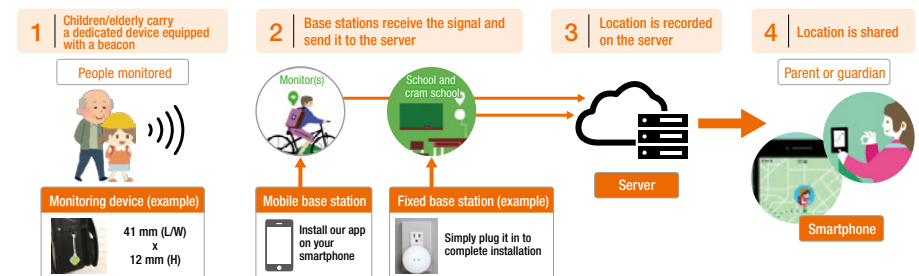 1
Children/elderly carry
a dedicated device equipped
with a beacon
2
Base stations receive the signal and
send it to the server
3
Location is recorded
on the server
4
Location is shared
People monitored
Monitor(s)
School and
cram school
Parent or guardian
Server
Smartphone
Monitoring device (example)
41 mm (L/W)
x
12 mm (H)
Mobile base station
Install our app
on your
smartphone
Fixed base station (example)
Simply plug it in to
complete installation